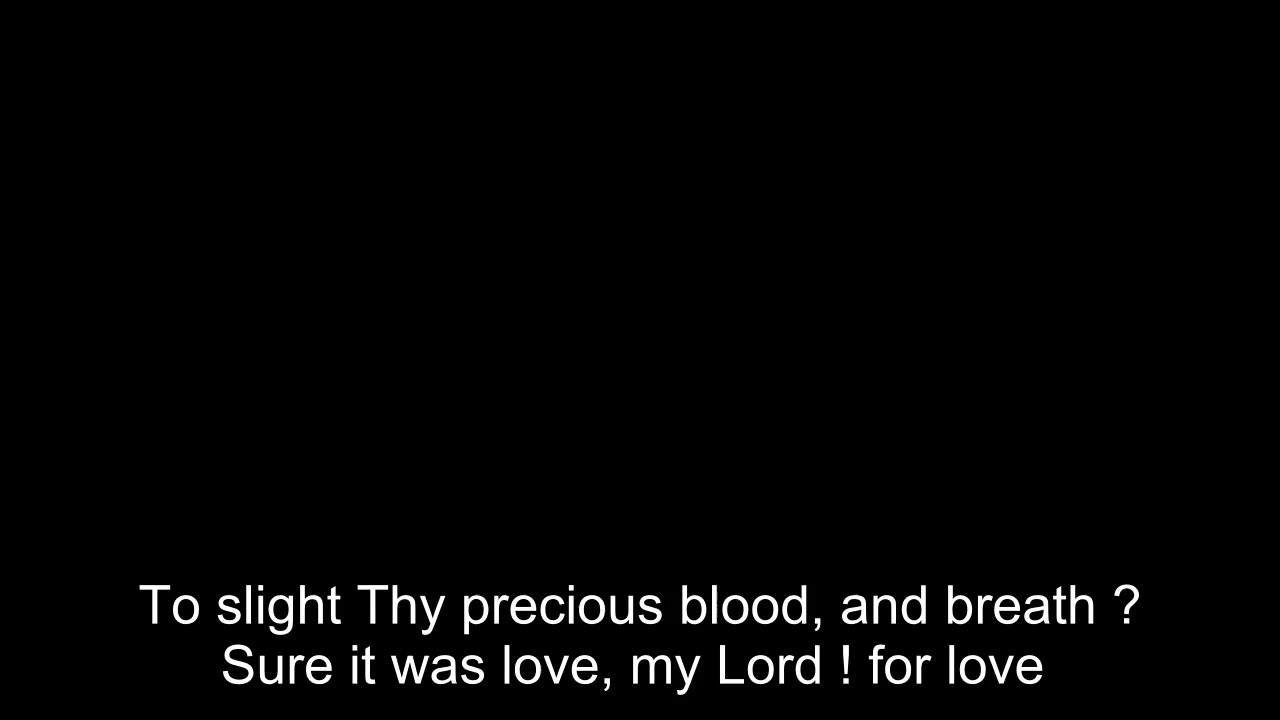 To slight Thy precious blood, and breath ?
Sure it was love, my Lord ! for love